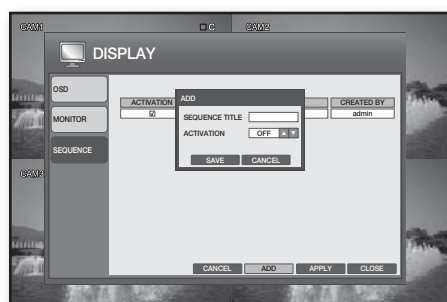 CAM1
C
CAM2
DISPLAY
OSD
MONITOR
SEQUENCE
ACTIVATION
CREATED BY
admin
ADD
SEQUENCE TITLE
ACTIVATION
OFF
SAVE
CANCEL
CAM3
CANCEL
ADD
APPLY
CLOSE